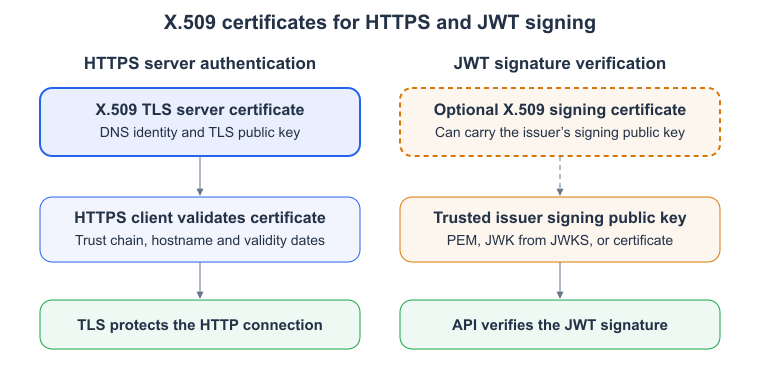 X.509 certificates for HTTPS and JWT signing
HTTPS server authentication
X.509 TLS server certificate
DNS identity and TLS public key
HTTPS client validates certificate
Trust chain, hostname and validity dates
TLS protects the HTTP connection
JWT signature verification
Optional X.509 signing certificate
Can carry the issuer’s signing public key
Trusted issuer signing public key
PEM, JWK from JWKS, or certificate
API verifies the JWT signature